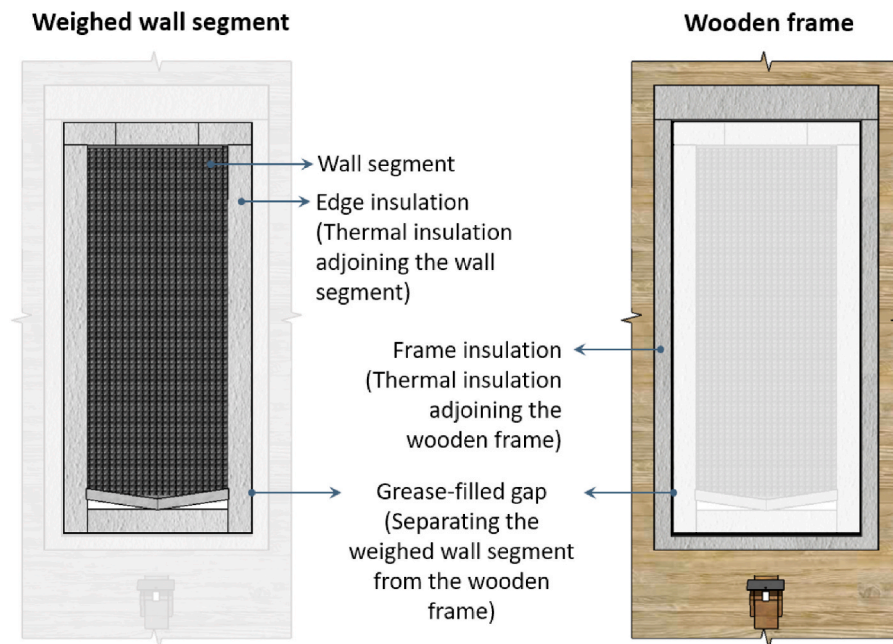 Weighed wall segment
Wooden frame
Wall segment
Edge insulation
(Thermal insulation
adjoining the wall
segment)
Frame insulation
(Thermal insulation
adjoining the
wooden frame)
Grease-filled gap
(Separating the
weighed wall segment
from the wooden
frame)